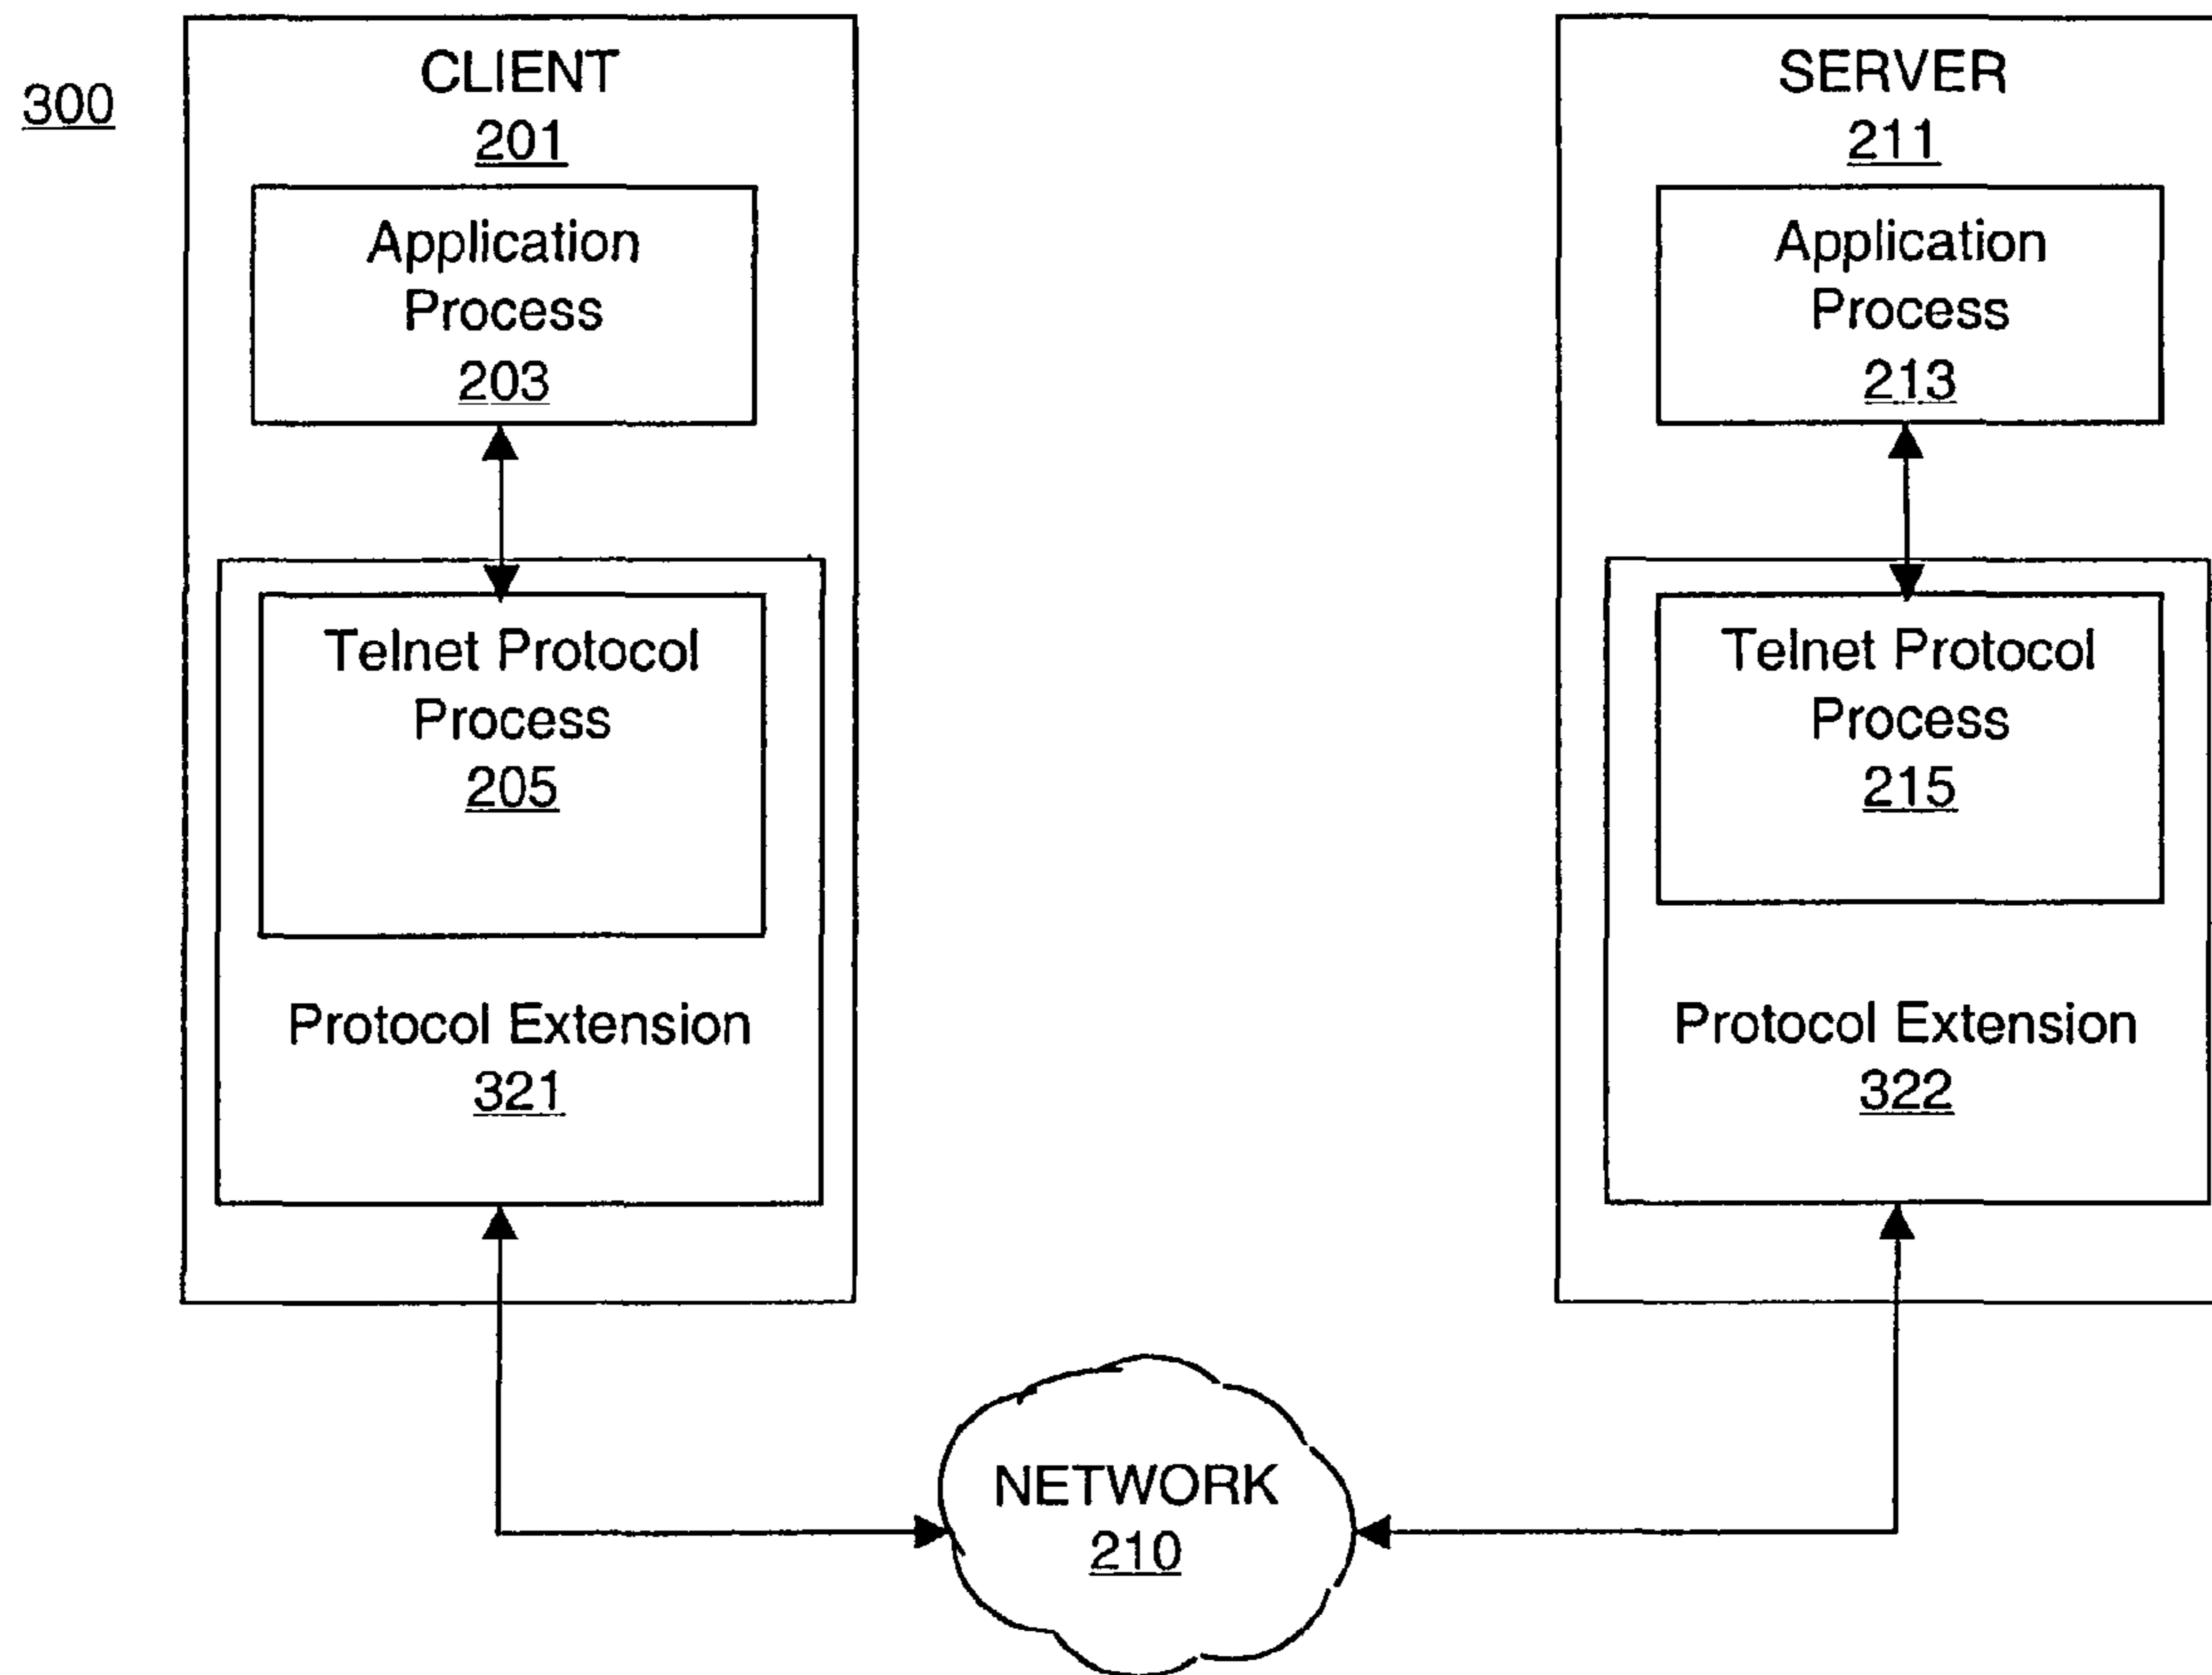 300
CLIENT
201
Application
Process
203
Telnet Protocol
Process
205
Protocol Extension
321
SERVER
211
Application
Process
213
Telnet Protocol
Process
215
Protocol Extension
322
NETWORK
210